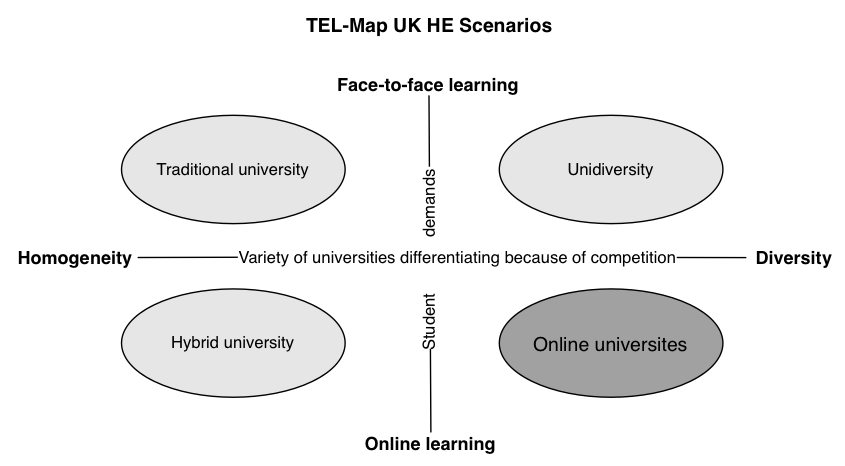 TEL-Map UK HE Scenarios
Face-to-face learning
Traditional university
Unidiversity
demands
Homogeneity
Variety of universities differentiating because of competition
Diversity
Student
Hybrid university
Online universites
Online learning